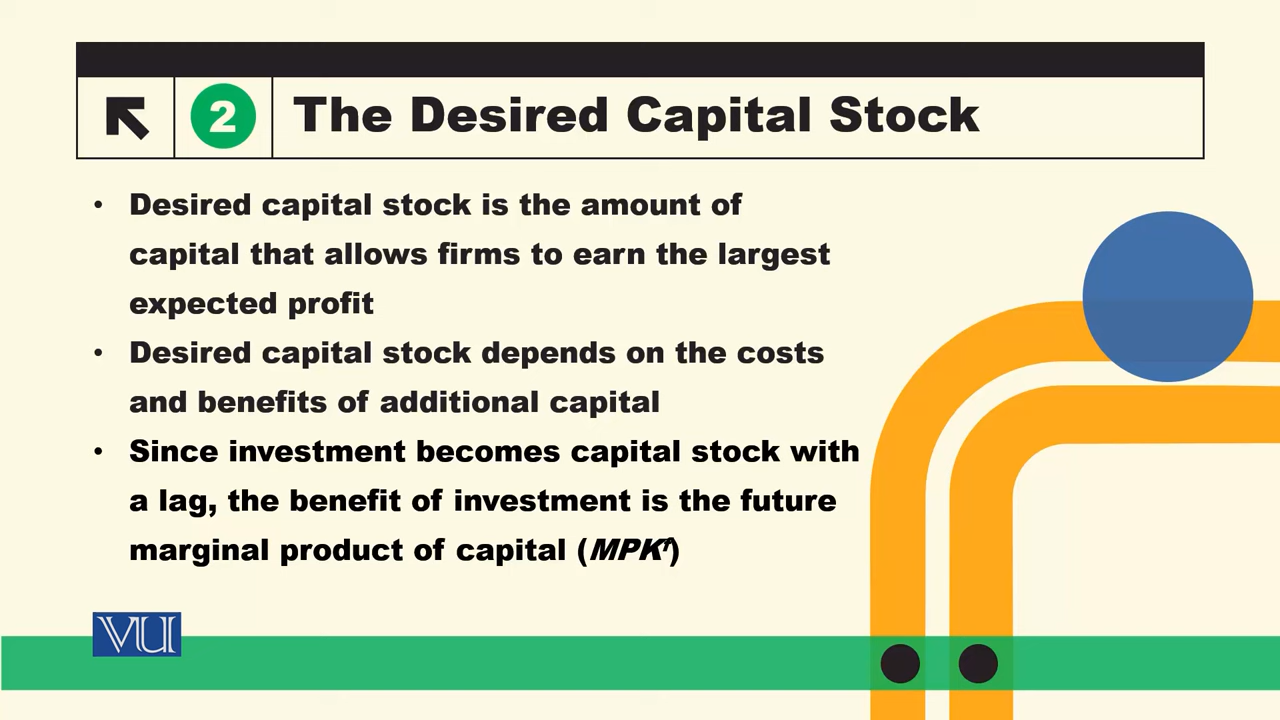 2 The Desired Capital Stock
• Desired capital stock is the amount of
capital that allows firms to earn the largest
expected profit
• Desired capital stock depends on the costs
and benefits of additional capital
• Since investment becomes capital stock with
a lag, the benefit of investment is the future
marginal product of capital (MPKᶠ)
VU